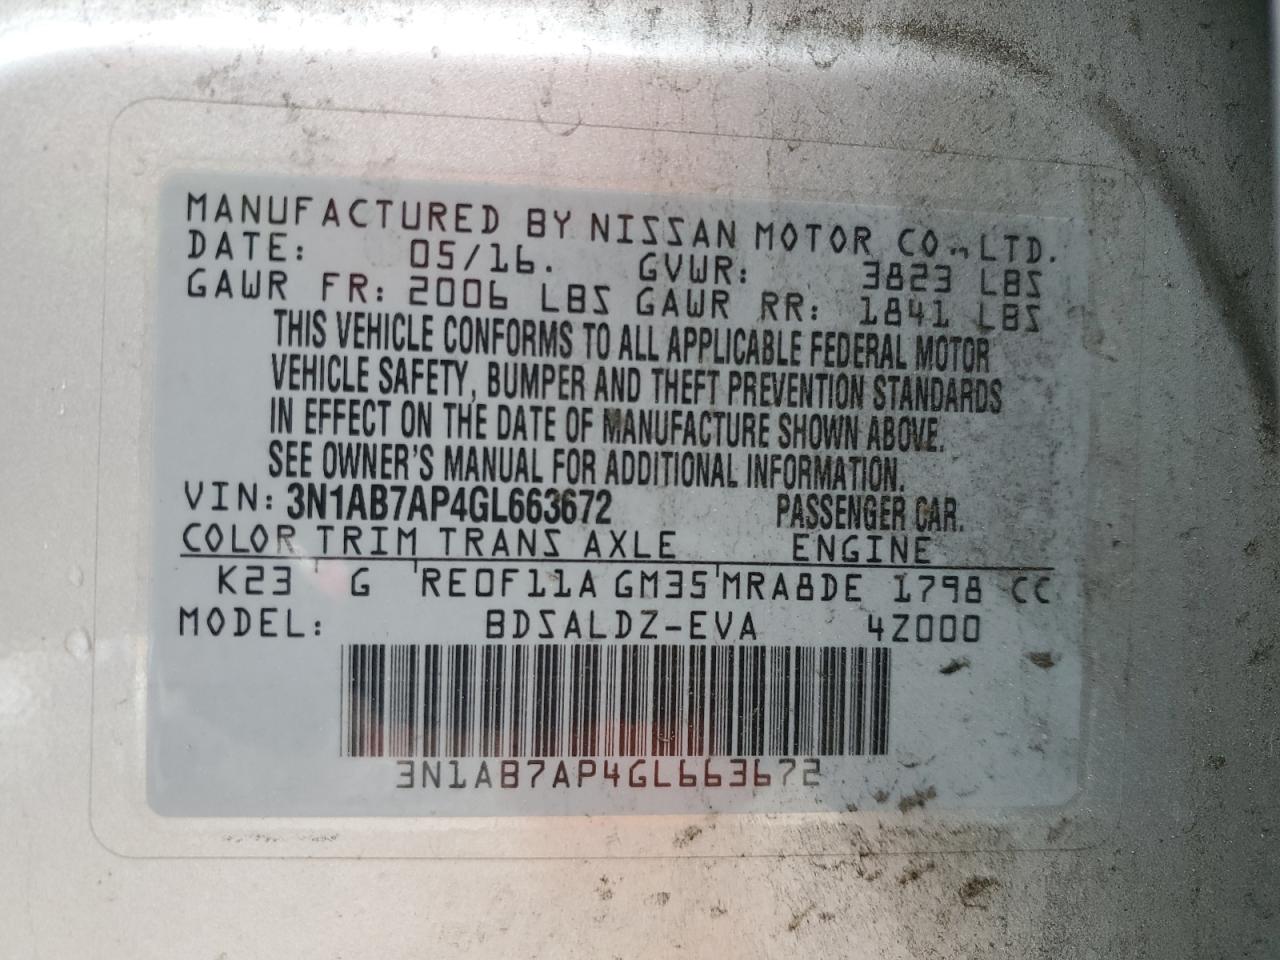 MANUFACTURED BY NISSAN MOTOR CO., LTD.
DATE: 05/16. GVWR: 3823 LBS
GAWR FR: 2006 LBS GAWR RR: 1841 LBS
THIS VEHICLE CONFORMS TO ALL APPLICABLE FEDERAL MOTOR
VEHICLE SAFETY, BUMPER AND THEFT PREVENTION STANDARDS
IN EFFECT ON THE DATE OF MANUFACTURE SHOWN ABOVE.
SEE OWNER'S MANUAL FOR ADDITIONAL INFORMATION.
VIN: 3N1AB7AP4GL663672 PASSENGER CAR.
COLOR TRIM TRANS AXLE ENGINE
K23 G RE0F11A GM35 MRA8DE 1798 CC
MODEL: BDSALDZ-EVA 4Z000
3N1AB7AP4GL663672